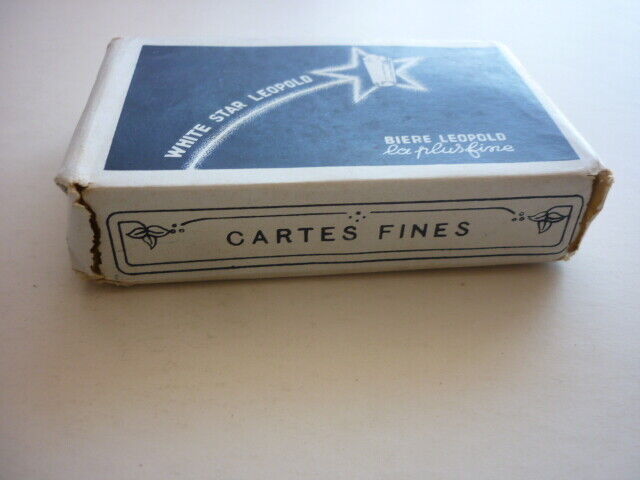 WHITE STAR LEOPOLD
BIERE LEOPOLD
la plus fine
CARTES FINES